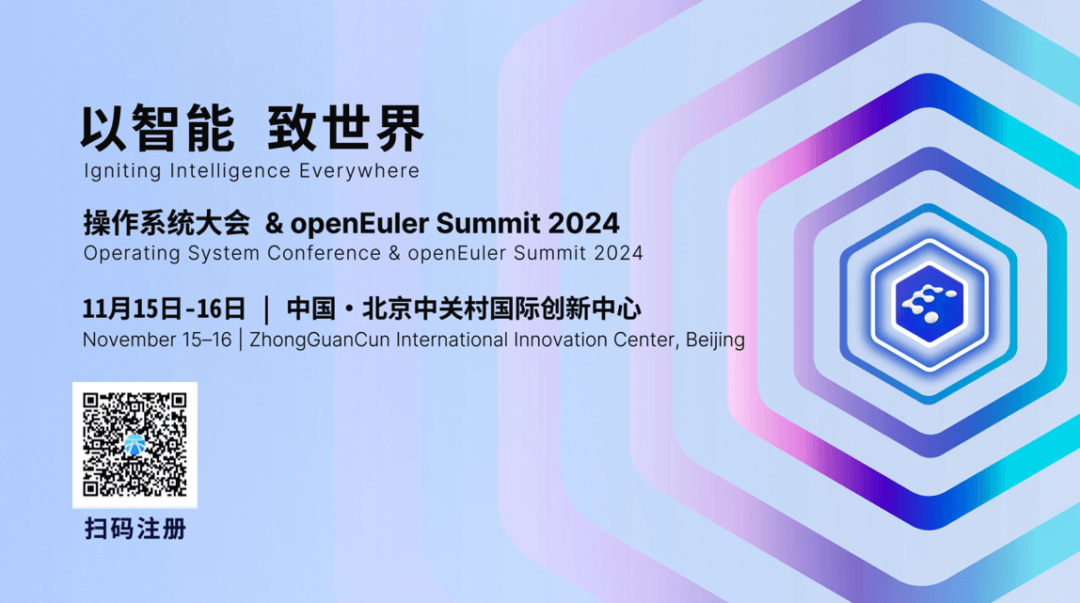 以智能 致世界
Igniting Intelligence Everywhere
操作系统大会 & openEuler Summit 2024
Operating System Conference & openEuler Summit 2024
11月15日-16日 | 中国·北京中关村国际创新中心
November 15–16 | ZhongGuanCun International Innovation Center, Beijing
扫码注册